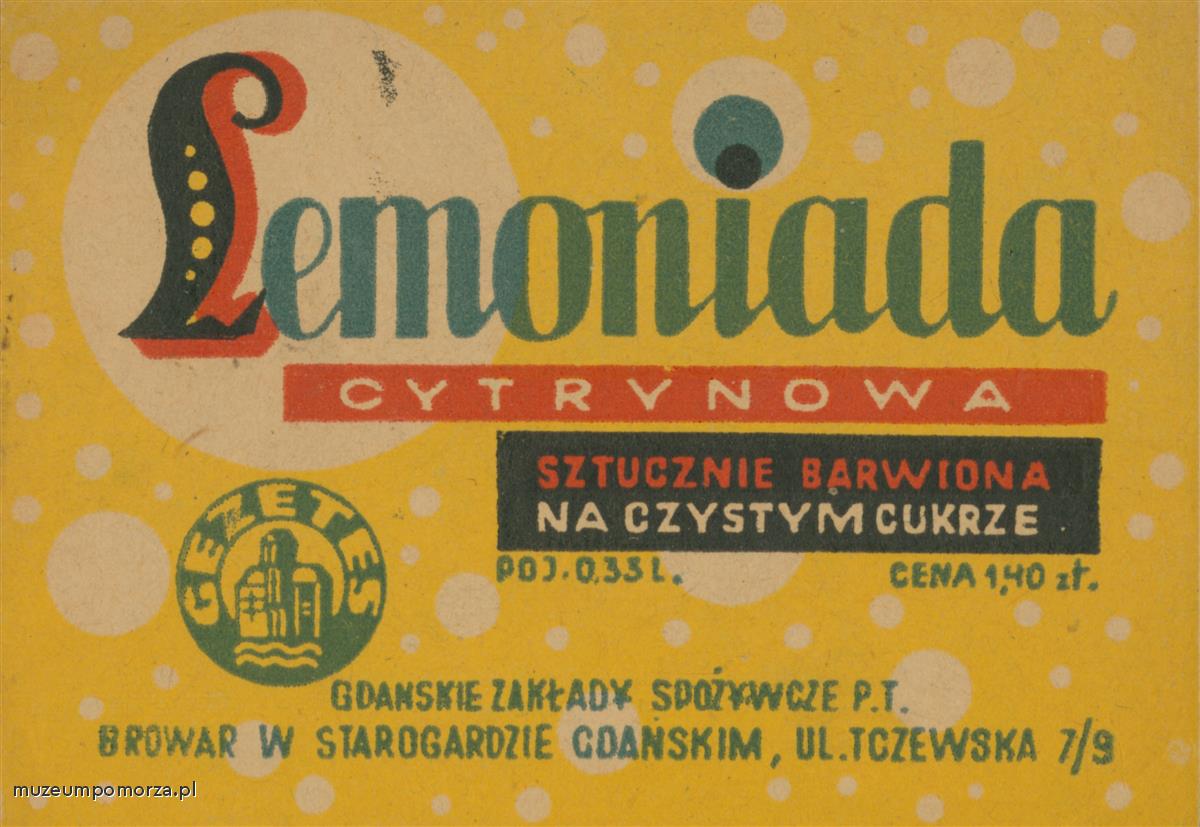 Lemoniada
CYTRYNOWA
SZTUCZNIE BARWIONA
NA CZYSTYM CUKRZE
POJ. 0,33 L.
CENA 1,40 zł.
GEZETES
GDAŃSKIE ZAKŁADY SPOŻYWCZE P.T.
BROWAR W STAROGARDZIE GDAŃSKIM, UL. TCZEWSKA 7/9
muzeumpomorza.pl